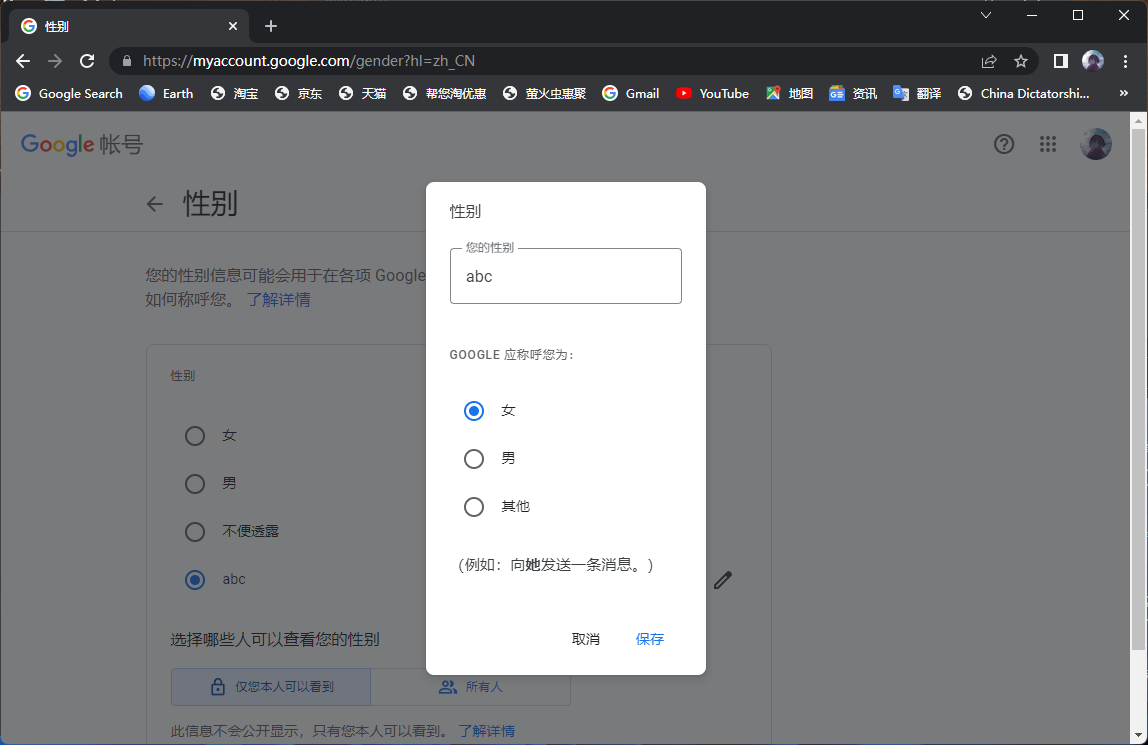 性别
https://myaccount.google.com/gender?hl=zh_CN
Google Search Earth 淘宝 京东 天猫 帮您淘优惠 萤火虫惠聚 Gmail YouTube 地图 资讯 翻译 China Dictatorshi... »
Google 帐号
性别
您的性别信息可能会用于在各项 Google
如何称呼您。 了解详情
性别
女
男
不便透露
abc
选择哪些人可以查看您的性别
仅您本人可以看到 所有人
此信息不会公开显示，只有您本人可以看到。 了解详情
性别
您的性别
abc
GOOGLE 应称呼您为：
女
男
其他
（例如：向她发送一条消息。）
取消 保存